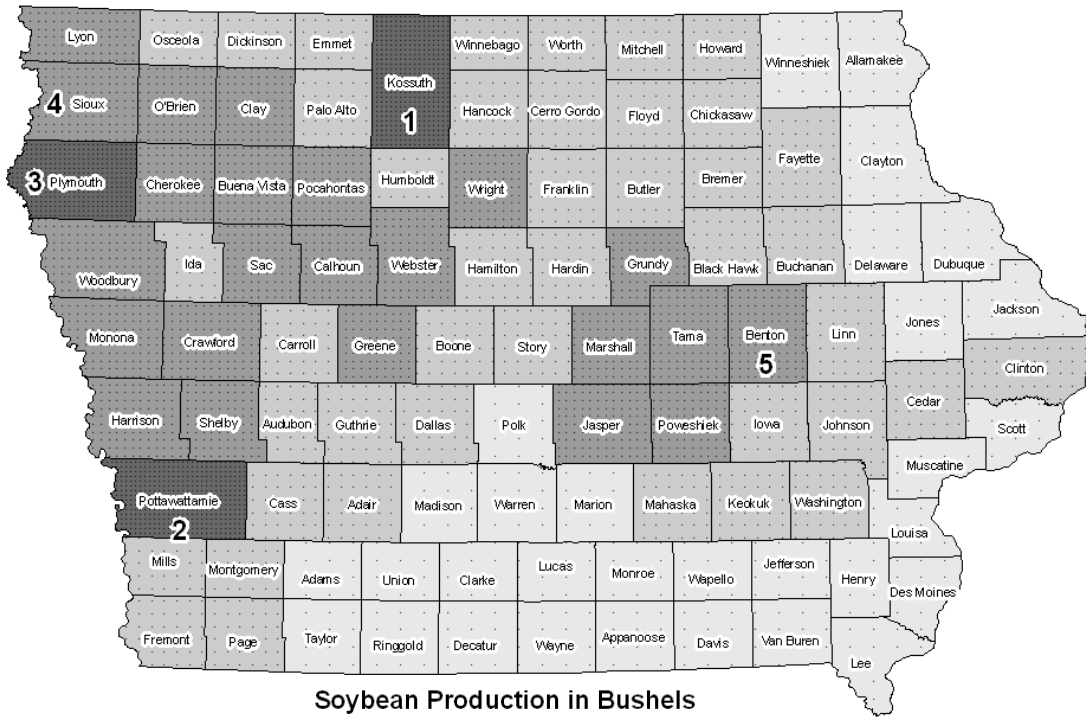 Lyon
Osceola
Dickinson
Emmet
Kossuth
Winnebago
Worth
Mitchell
Howard
Winneshiek
Allamakee
4
Sioux
O'Brien
Clay
Palo Alto
1
Hancock
Cerro Gordo
Floyd
Chickasaw
Fayette
Clayton
3
Plymouth
Cherokee
Buena Vista
Pocahontas
Humboldt
Wright
Franklin
Butler
Bremer
Woodbury
Ida
Sac
Calhoun
Webster
Hamilton
Hardin
Grundy
Black Hawk
Buchanan
Delaware
Dubuque
Monona
Crawford
Carroll
Greene
Boone
Story
Marshall
Tama
Benton
5
Linn
Jones
Jackson
Clinton
Harrison
Shelby
Audubon
Guthrie
Dallas
Polk
Jasper
Poweshiek
Iowa
Johnson
Cedar
Scott
Muscatine
Pottawattamie
2
Cass
Adair
Madison
Warren
Marion
Mahaska
Keokuk
Washington
Louisa
Mills
Montgomery
Adams
Union
Clarke
Lucas
Monroe
Wapello
Jefferson
Henry
Des Moines
Fremont
Page
Taylor
Ringgold
Decatur
Wayne
Appanoose
Davis
Van Buren
Lee
Soybean Production in Bushels